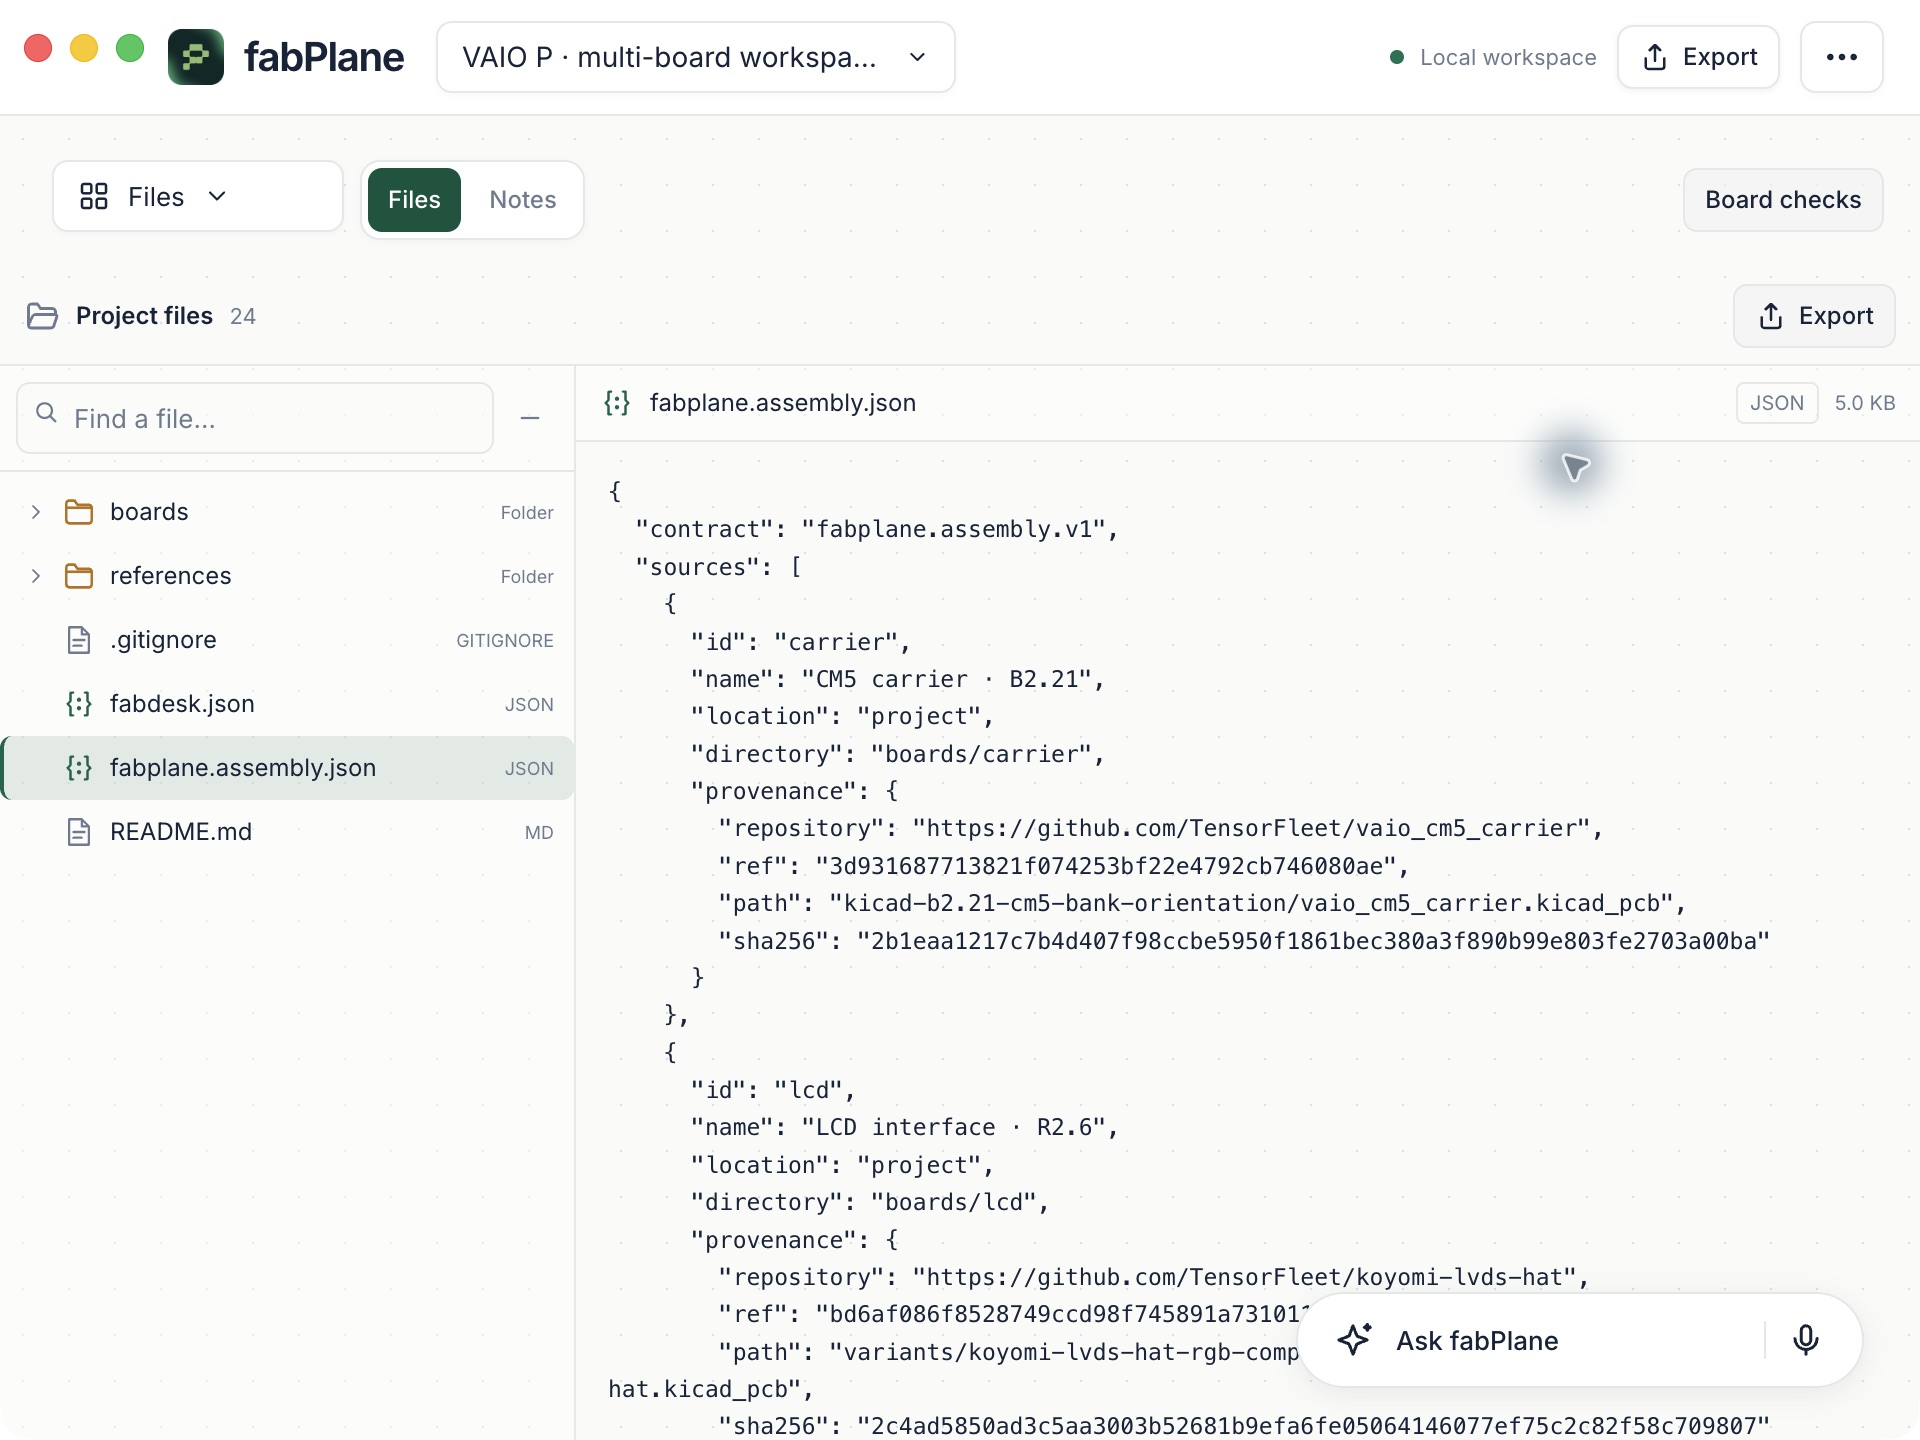 fabPlane
VAIO P · multi-board workspa...
Local workspace
Export
Files
Files
Notes
Board checks
Project files 24
Export
Find a file...
boards Folder
references Folder
.gitignore GITIGNORE
fabdesk.json JSON
fabplane.assembly.json JSON
README.md MD
fabplane.assembly.json
JSON 5.0 KB
{
"contract": "fabplane.assembly.v1",
"sources": [
{
"id": "carrier",
"name": "CM5 carrier · B2.21",
"location": "project",
"directory": "boards/carrier",
"provenance": {
"repository": "https://github.com/TensorFleet/vaio_cm5_carrier",
"ref": "3d931687713821f074253bf22e4792cb746080ae",
"path": "kicad-b2.21-cm5-bank-orientation/vaio_cm5_carrier.kicad_pcb",
"sha256": "2b1eaa1217c7b4d407f98ccbe5950f1861bec380a3f890b99e803fe2703a00ba"
}
},
{
"id": "lcd",
"name": "LCD interface · R2.6",
"location": "project",
"directory": "boards/lcd",
"provenance": {
"repository": "https://github.com/TensorFleet/koyomi-lvds-hat",
"ref": "bd6af086f8528749ccd98f745891a73101
"path": "variants/koyomi-lvds-hat-rgb-comp
hat.kicad_pcb",
"sha256": "2c4ad5850ad3c5aa3003b52681b9efa6fe05064146077ef75c2c82f58c709807"
Ask fabPlane